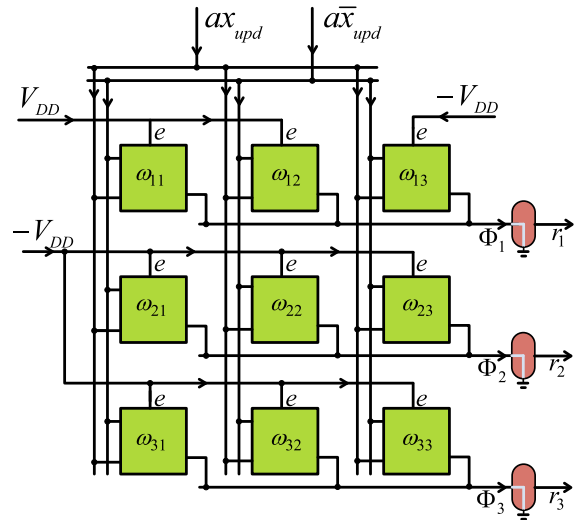 ax_upd a x̄_upd
V_DD -V_DD
e e e
ω₁₁ ω₁₂ ω₁₃
Φ₁ r₁
-V_DD
e e e
ω₂₁ ω₂₂ ω₂₃
Φ₂ r₂
e e e
ω₃₁ ω₃₂ ω₃₃
Φ₃ r₃